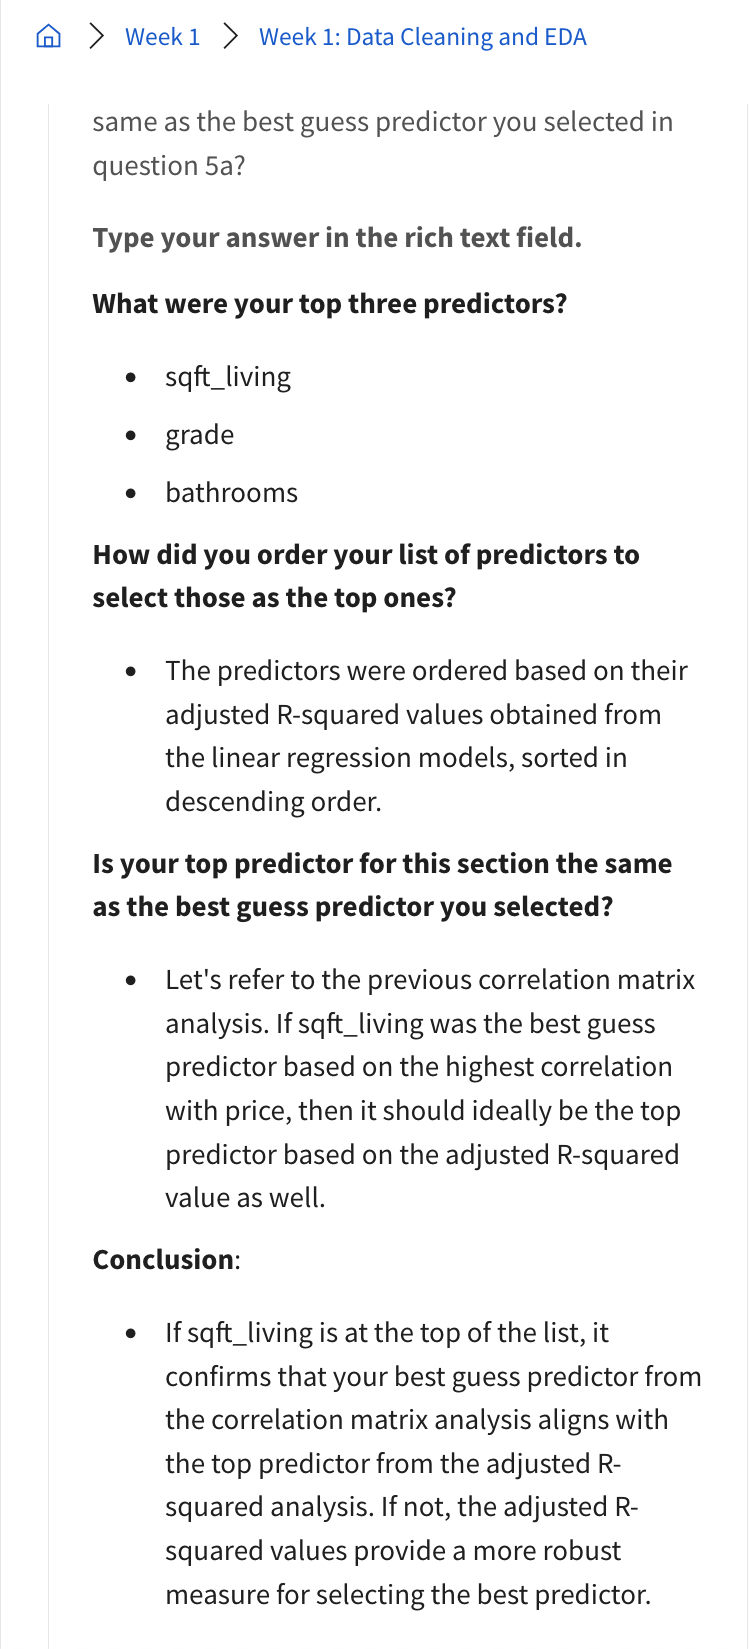 Week 1 > Week 1: Data Cleaning and EDA
same as the best guess predictor you selected in
question 5a?
Type your answer in the rich text field.
What were your top three predictors?
• sqft_living
• grade
• bathrooms
How did you order your list of predictors to
select those as the top ones?
• The predictors were ordered based on their
adjusted R-squared values obtained from
the linear regression models, sorted in
descending order.
Is your top predictor for this section the same
as the best guess predictor you selected?
• Let's refer to the previous correlation matrix
analysis. If sqft_living was the best guess
predictor based on the highest correlation
with price, then it should ideally be the top
predictor based on the adjusted R-squared
value as well.
Conclusion:
• If sqft_living is at the top of the list, it
confirms that your best guess predictor from
the correlation matrix analysis aligns with
the top predictor from the adjusted R-
squared analysis. If not, the adjusted R-
squared values provide a more robust
measure for selecting the best predictor.